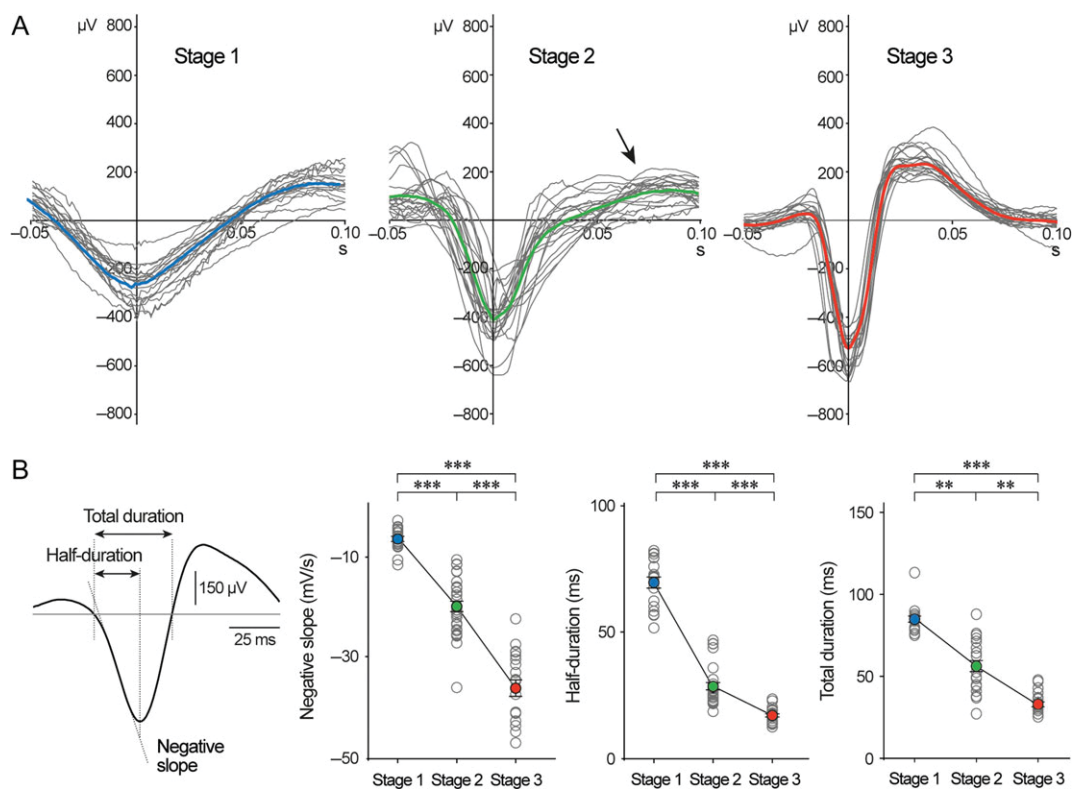 A
µV
800
600
400
200
–200
–400
–600
–800
–0.05
0.05
0.10
s
Stage 1
µV
800
600
400
200
–200
–400
–600
–800
–0.05
0.05
0.10
s
Stage 2
µV
800
600
400
200
–200
–400
–600
–800
–0.05
0.05
0.10
s
Stage 3
B
Total duration
Half-duration
150 µV
25 ms
Negative
slope
***
*** ***
Negative slope (mV/s)
–10
–30
–50
Stage 1 Stage 2 Stage 3
***
*** ***
Half-duration (ms)
100
50
0
Stage 1 Stage 2 Stage 3
***
** **
Total duration (ms)
150
100
50
0
Stage 1 Stage 2 Stage 3